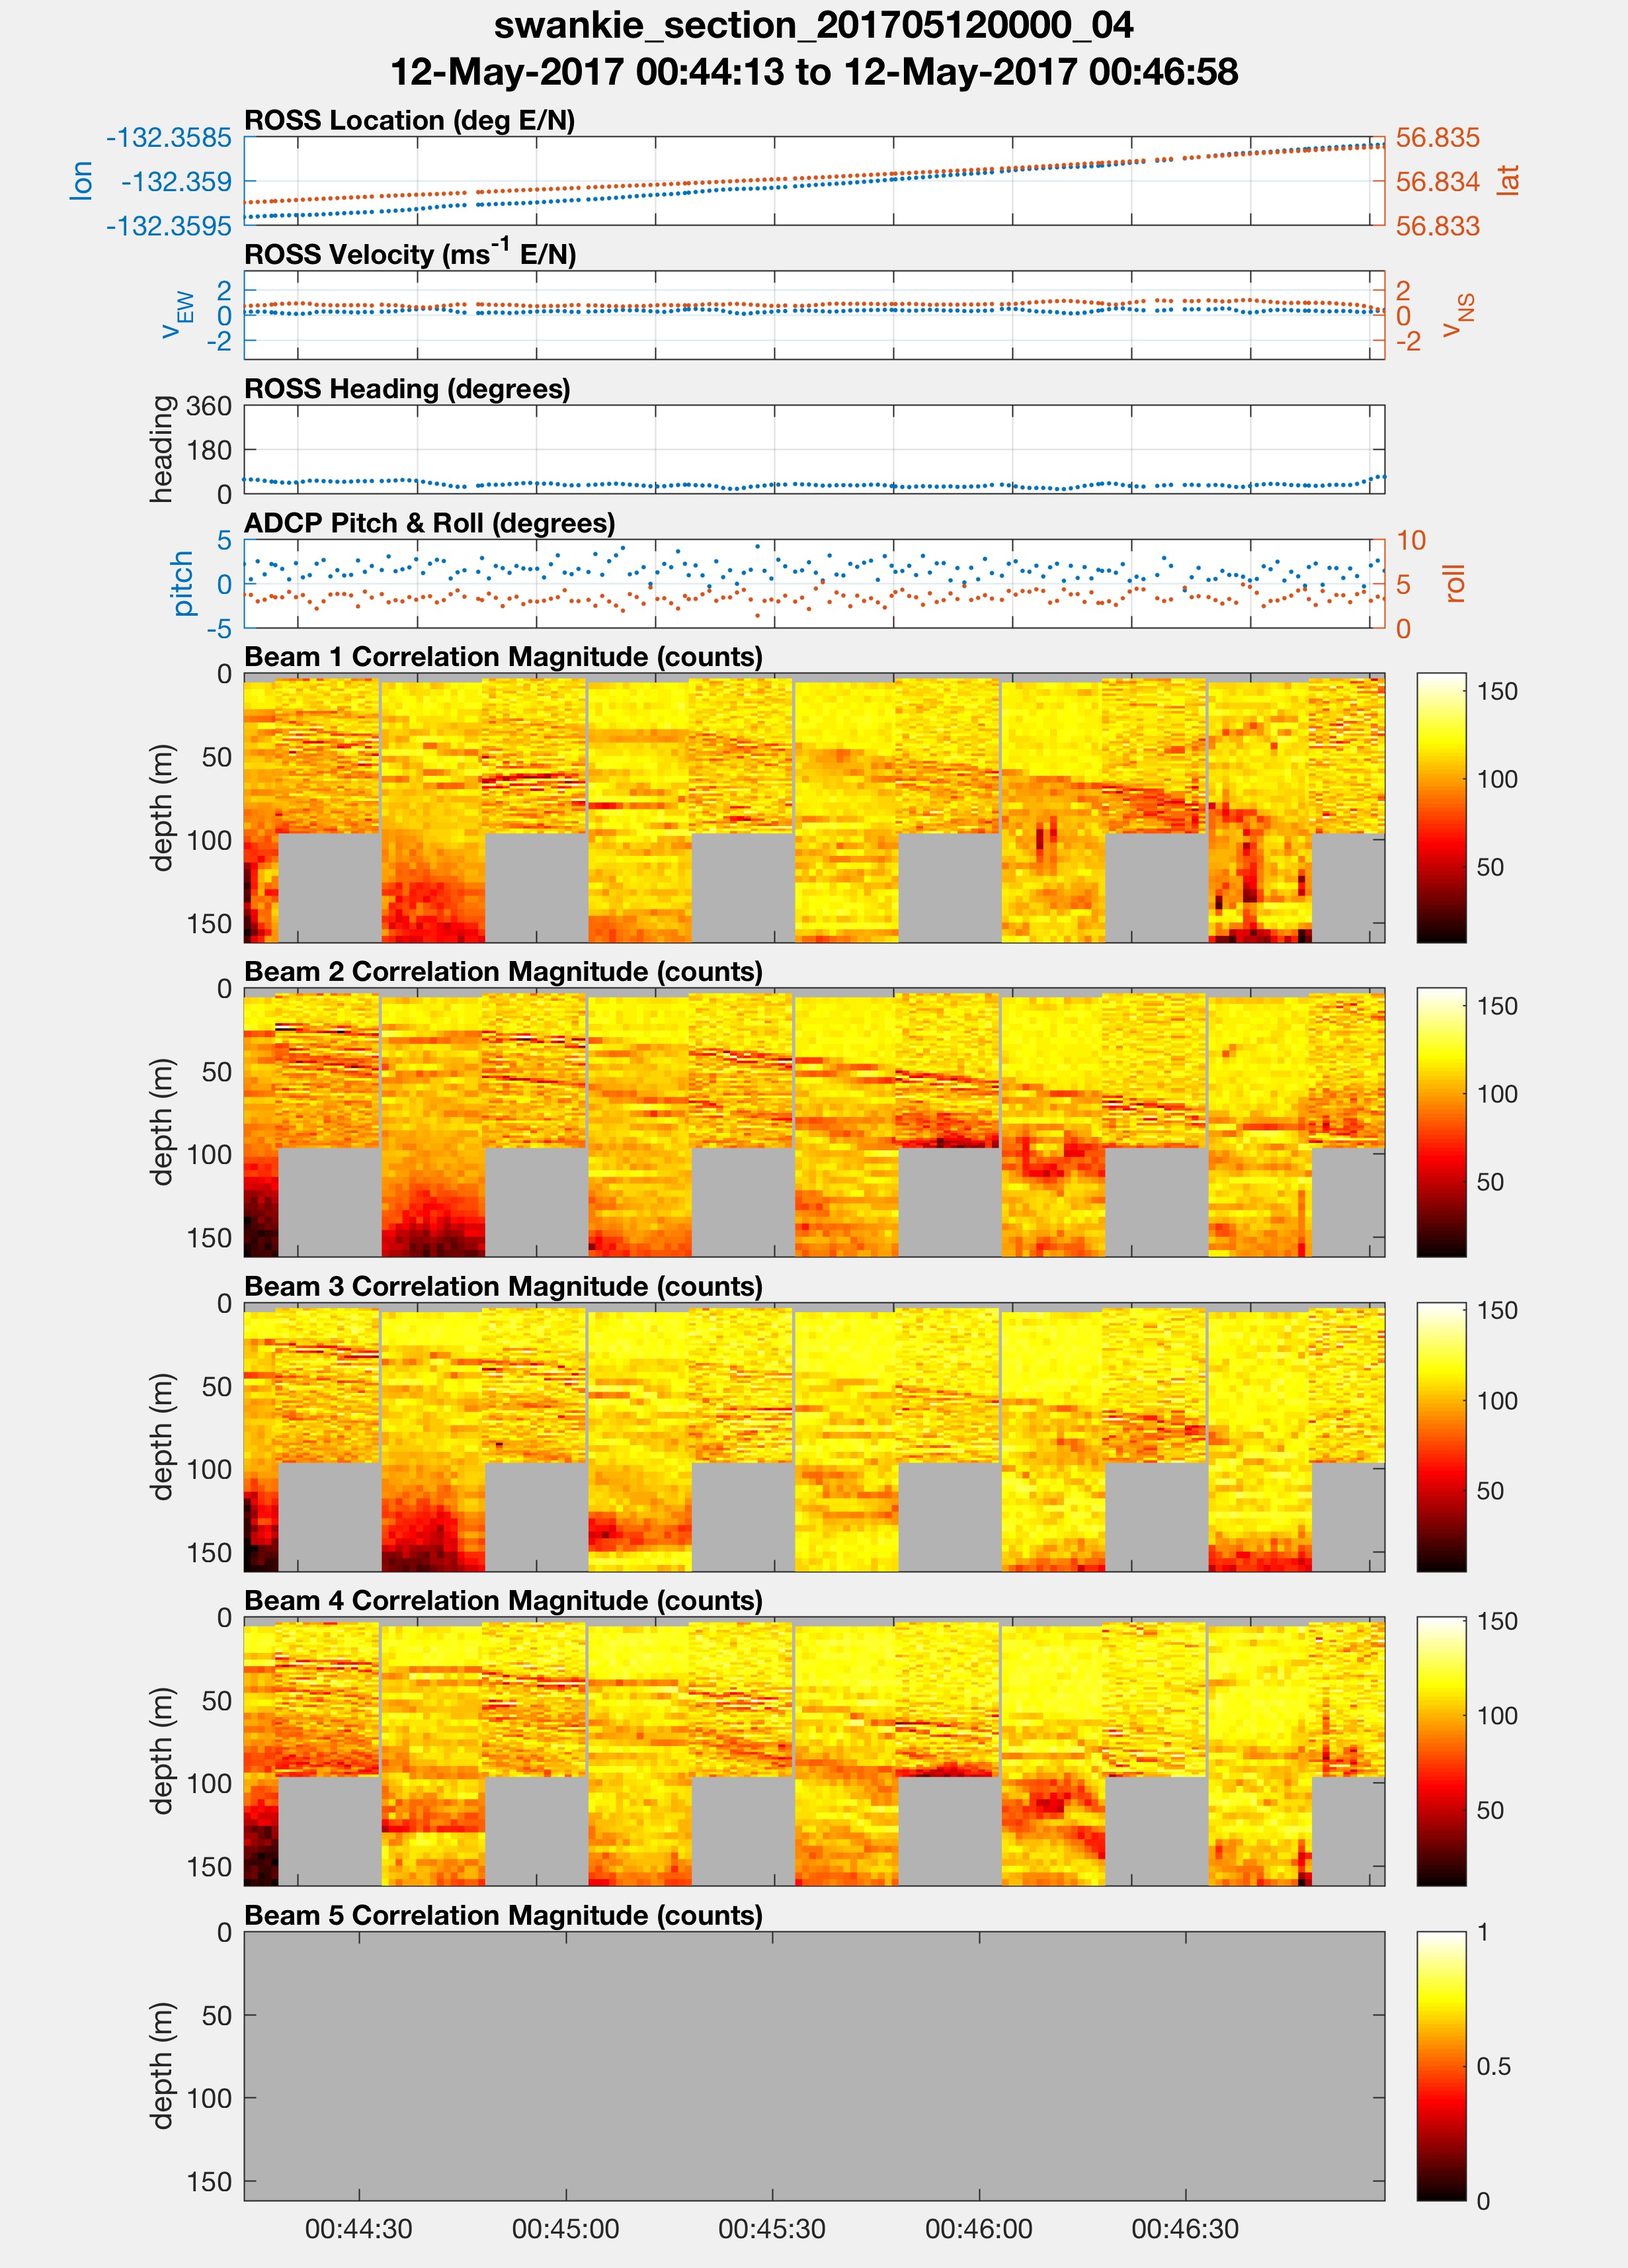 swankie_section_201705120000_04
12-May-2017 00:44:13 to 12-May-2017 00:46:58
ROSS Location (deg E/N)
-132.3585
-132.359
-132.3595
lon
56.835
56.834
56.833
lat
ROSS Velocity (ms-1 E/N)
2
0
-2
vEW
2
0
-2
vNS
ROSS Heading (degrees)
360
180
0
heading
ADCP Pitch & Roll (degrees)
5
0
-5
pitch
10
5
0
roll
Beam 1 Correlation Magnitude (counts)
0
50
100
150
depth (m)
150
100
50
Beam 2 Correlation Magnitude (counts)
0
50
100
150
depth (m)
150
100
50
Beam 3 Correlation Magnitude (counts)
0
50
100
150
depth (m)
150
100
50
Beam 4 Correlation Magnitude (counts)
0
50
100
150
depth (m)
150
100
50
Beam 5 Correlation Magnitude (counts)
0
50
100
150
depth (m)
1
0.5
0
00:44:30 00:45:00 00:45:30 00:46:00 00:46:30